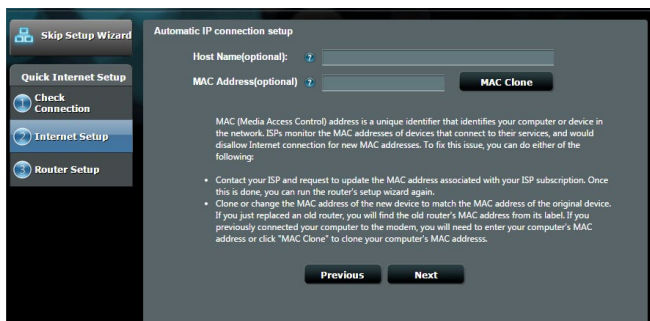 Skip Setup Wizard
Quick Internet Setup
1 Check
Connection
2 Internet Setup
3 Router Setup
Automatic IP connection setup
Host Name(optional): ?
MAC Address(optional) ? MAC Clone
MAC (Media Access Control) address is a unique identifier that identifies your computer or device in
the network. ISPs monitor the MAC addresses of devices that connect to their services, and would
disallow Internet connection for new MAC addresses. To fix this issue, you can do either of the
following:
• Contact your ISP and request to update the MAC address associated with your ISP subscription. Once
this is done, you can run the router's setup wizard again.
• Clone or change the MAC address of the new device to match the MAC address of the original device.
If you just replaced an old router, you will find the old router's MAC address from its label. If you
previously connected your computer to the modem, you will need to enter your computer's MAC
address or click "MAC Clone" to clone your computer's MAC addresss.
Previous Next